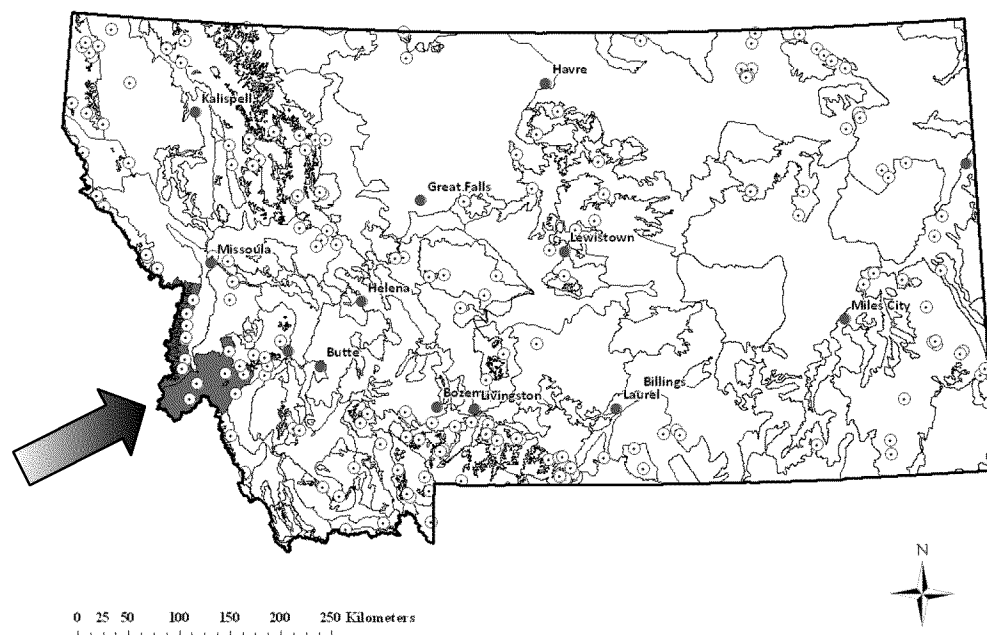 Havre
Kalispell
Great Falls
Lewistown
Missoula
Helena
Miles City
Butte
Billings
Bozem
Livingston
Laurel
N
0 25 50 100 150 200 250 Kilometers